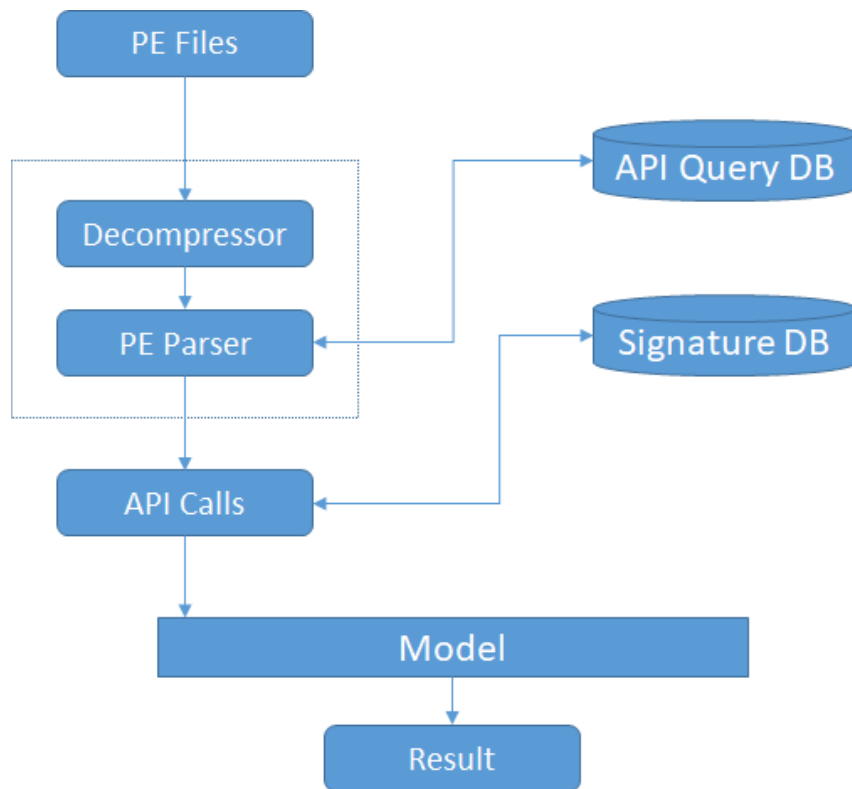 PE Files
API Query DB
Decompressor
PE Parser
Signature DB
API Calls
Model
Result